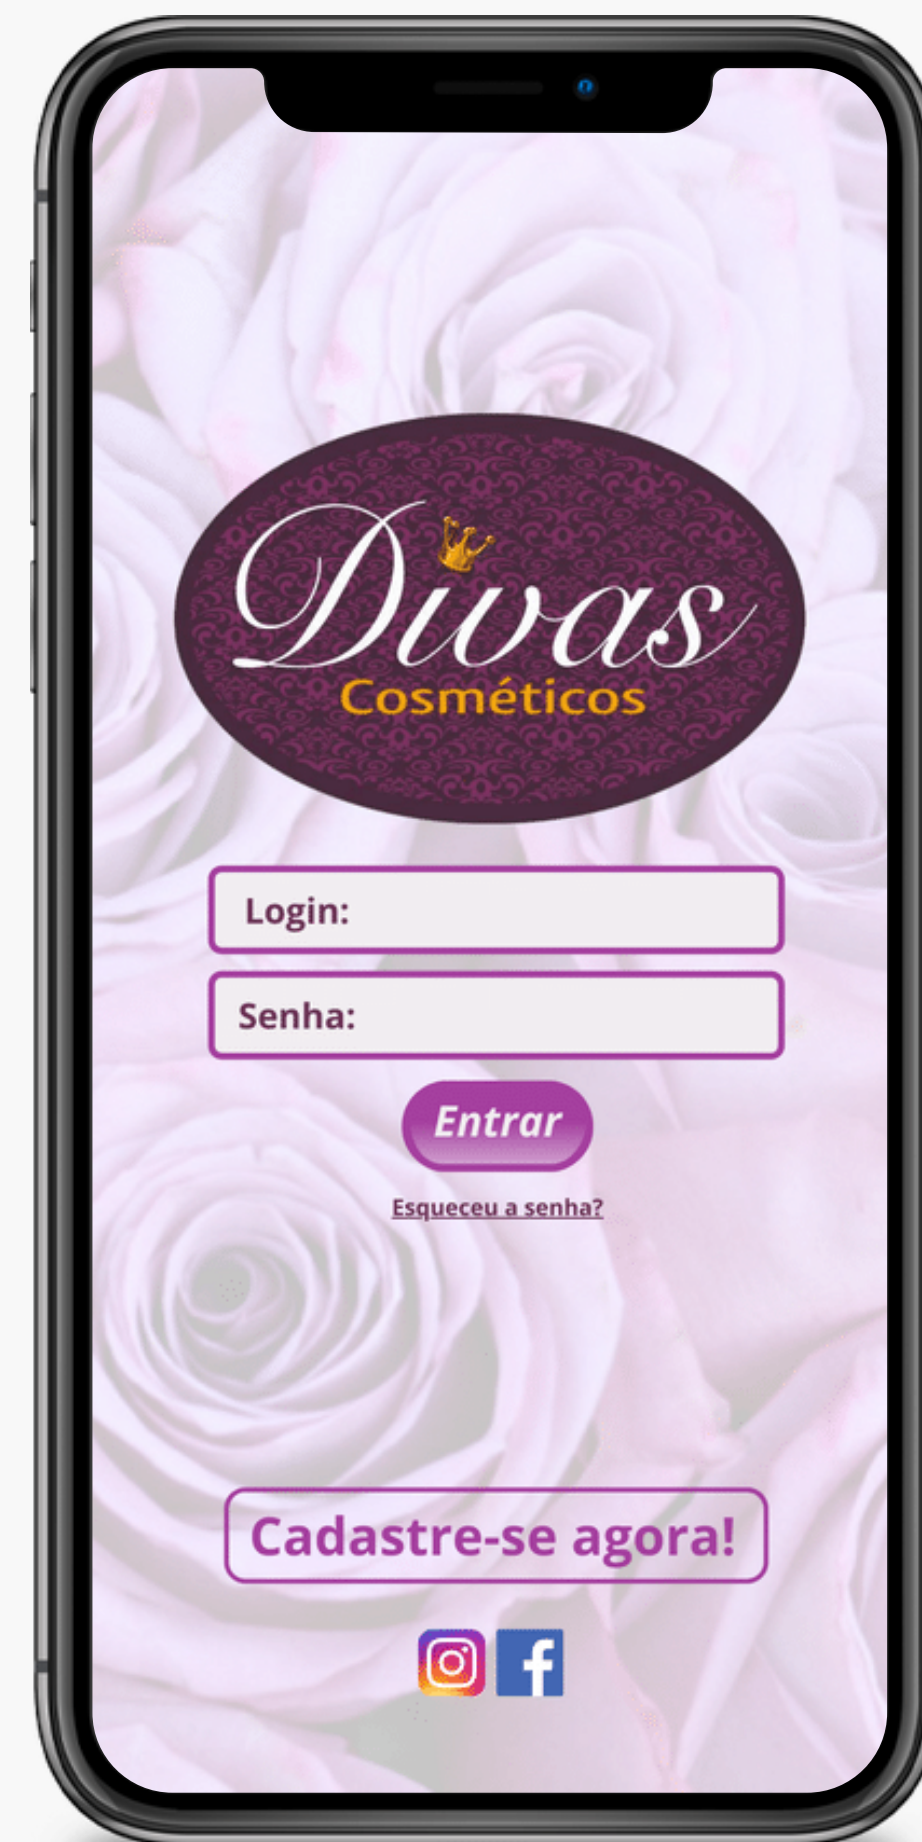 Divas
Cosméticos
Login:
Senha:
Entrar
Esqueceu a senha?
Cadastre-se agora!